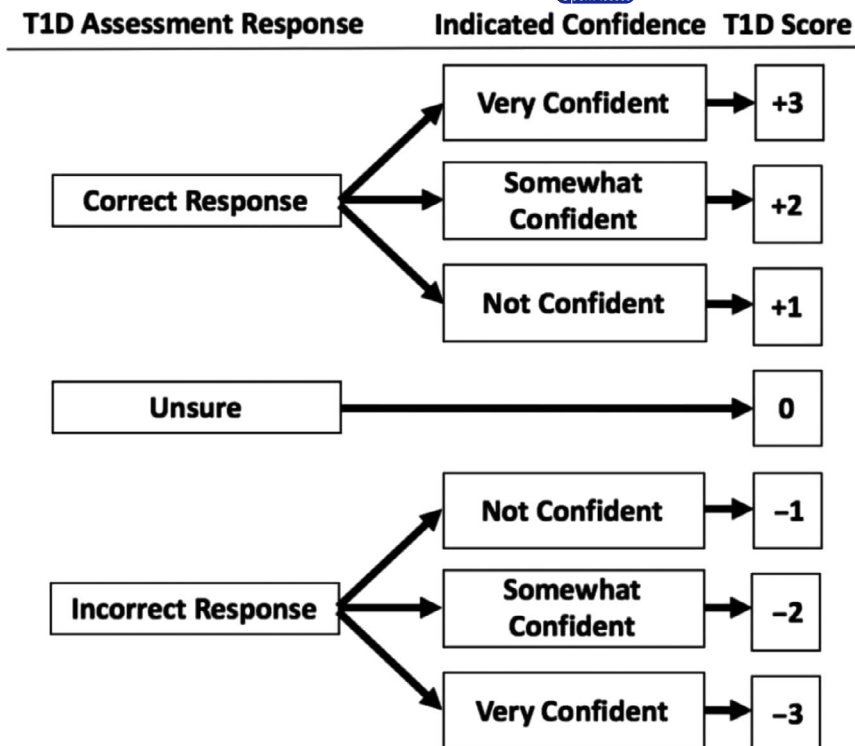 T1D Assessment Response Indicated Confidence T1D Score
Very Confident +3
Correct Response
Somewhat
Confident
+2
Not Confident +1
Unsure 0
Not Confident −1
Incorrect Response
Somewhat
Confident
−2
Very Confident −3